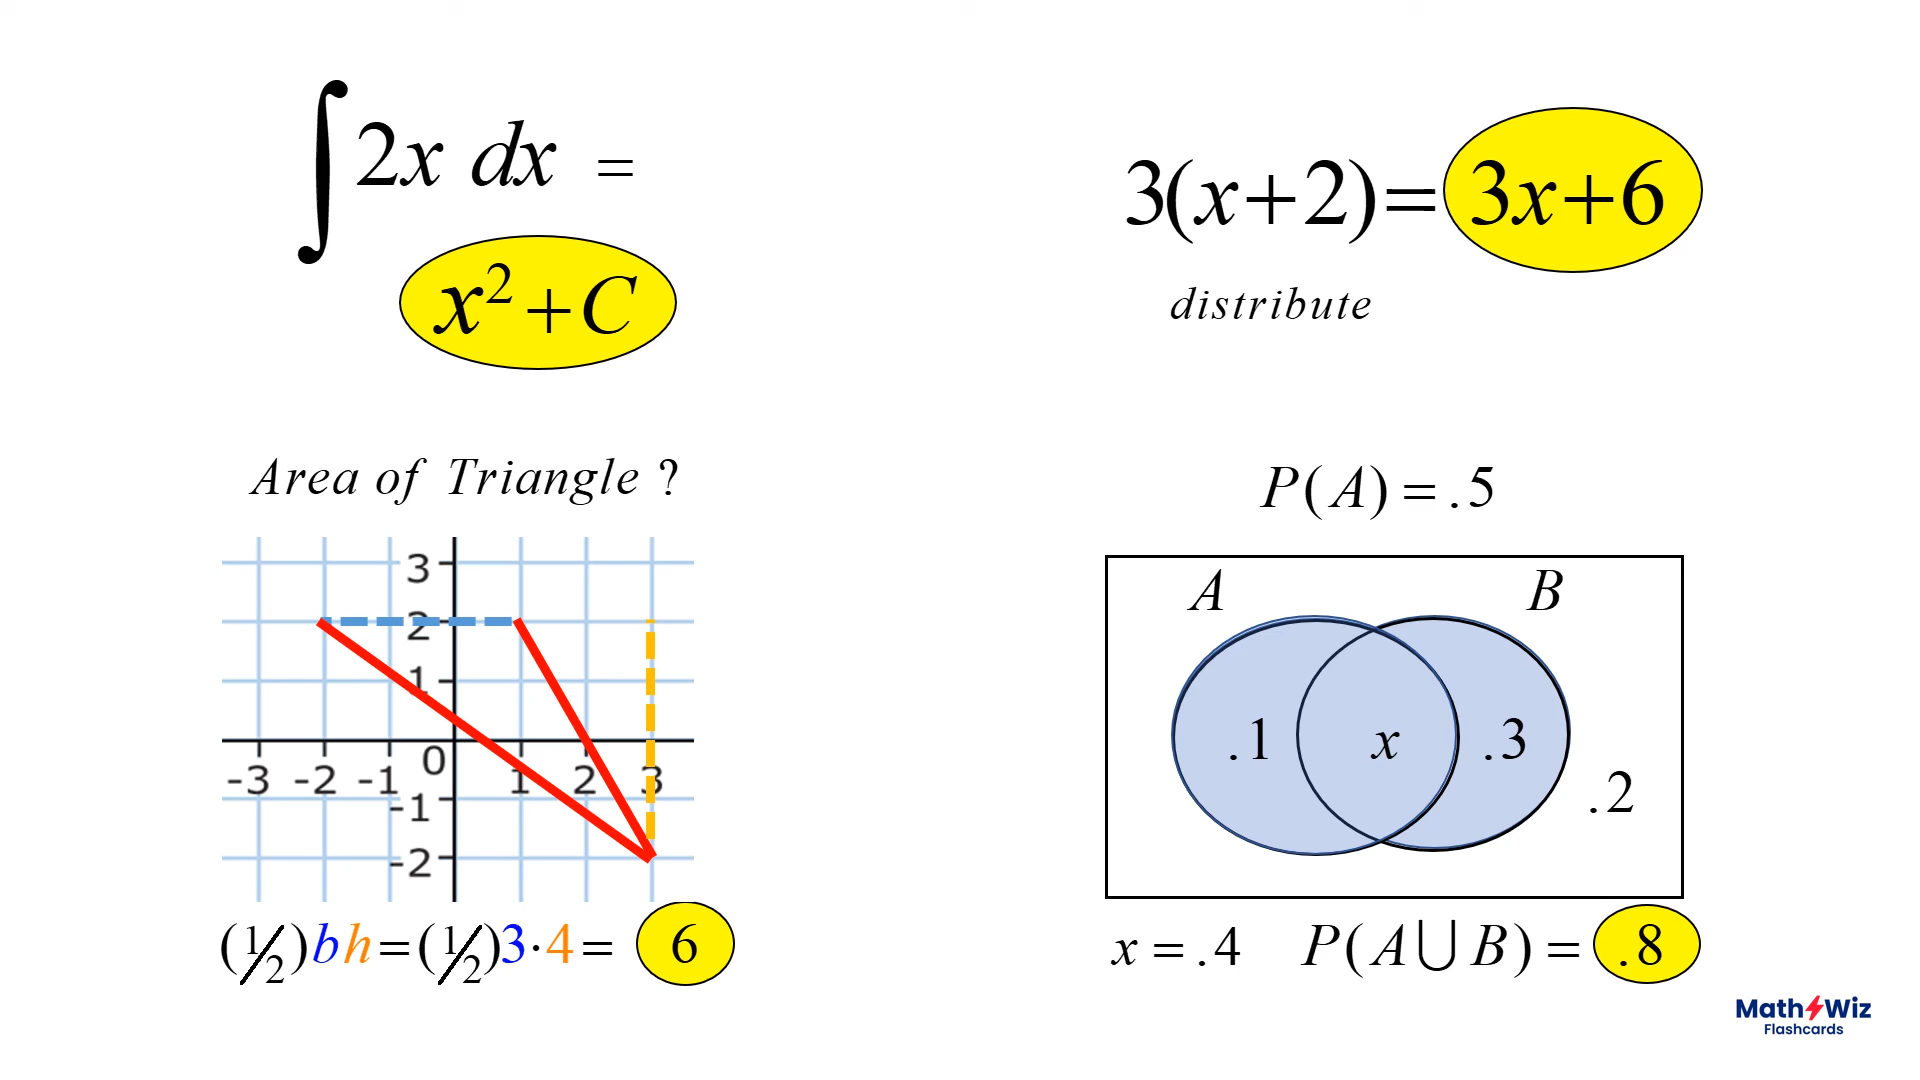 ∫ 2x dx =
x² + C
3(x+2)= 3x+6
distribute
Area of Triangle ?
3
2
1
0
-3 -2 -1 1 2 3
-1
-2
(1/2)bh=(1/2)3·4= 6
P(A) = .5
A B
.1 x .3
.2
x = .4 P(A ⋃ B) = .8
Math Wiz
Flashcards